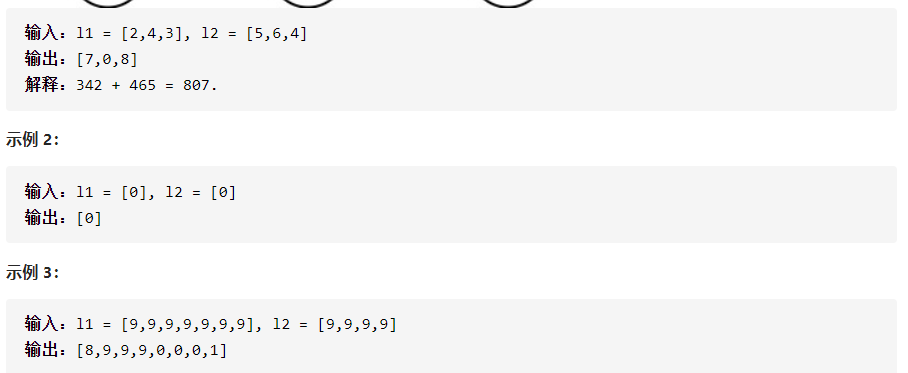 输入：l1 = [2,4,3], l2 = [5,6,4]
输出：[7,0,8]
解释：342 + 465 = 807.
示例 2：
输入：l1 = [0], l2 = [0]
输出：[0]
示例 3：
输入：l1 = [9,9,9,9,9,9,9], l2 = [9,9,9,9]
输出：[8,9,9,9,0,0,0,1]